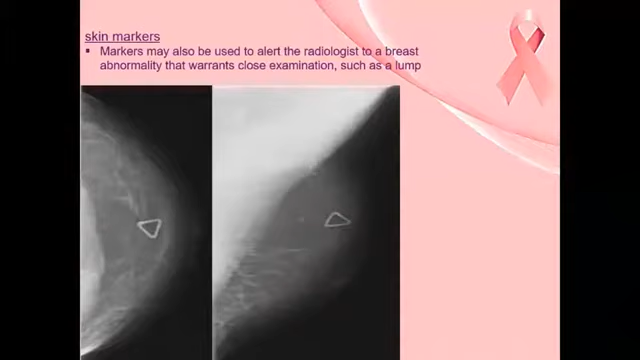 skin markers
▪ Markers may also be used to alert the radiologist to a breast
abnormality that warrants close examination, such as a lump